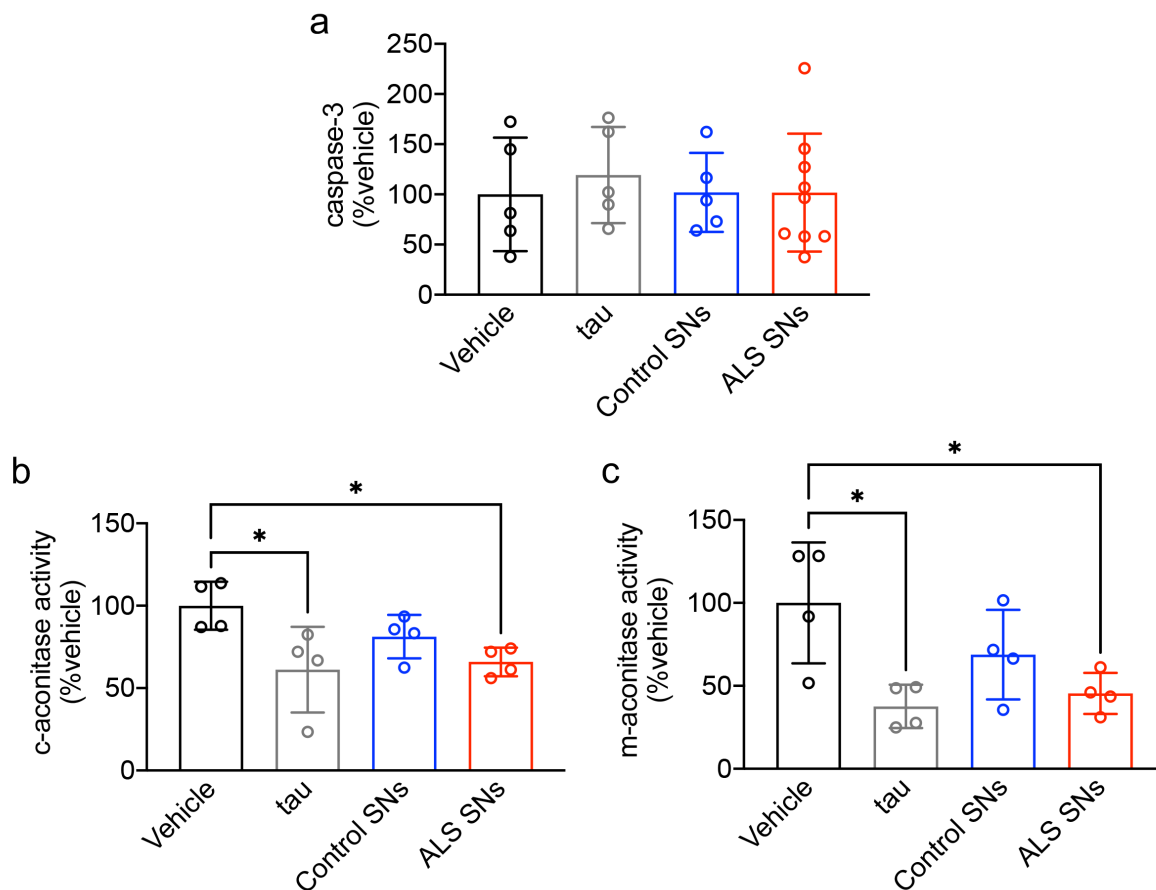 a
caspase-3
(%vehicle)
250
200
150
100
50
0
Vehicle
tau
Control SNs
ALS SNs
b
c-aconitase activity
(%vehicle)
150
100
50
0
*
*
Vehicle
tau
Control SNs
ALS SNs
c
m-aconitase activity
(%vehicle)
150
100
50
0
*
*
Vehicle
tau
Control SNs
ALS SNs